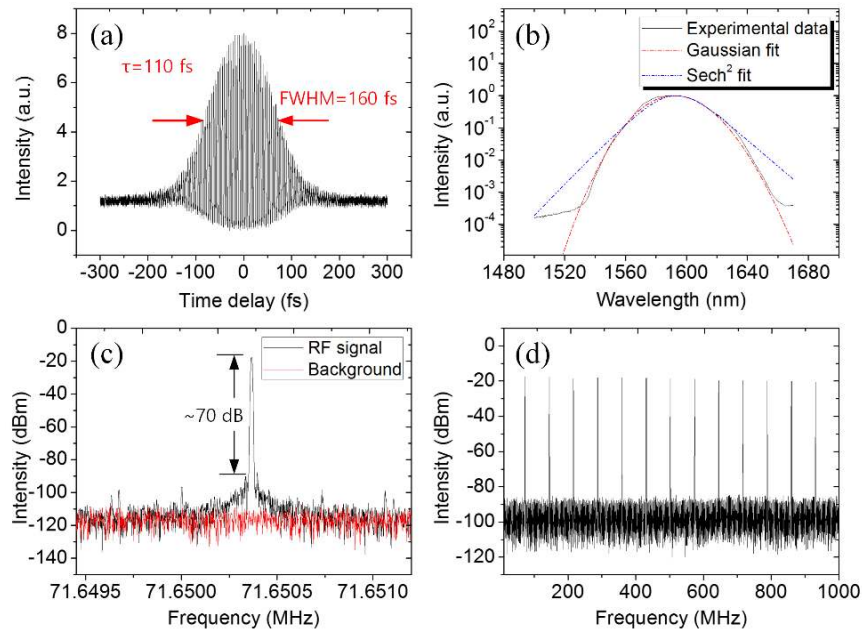 (a)
τ=110 fs
FWHM=160 fs
8
6
4
2
0
Intensity (a.u.)
-300 -200 -100 0 100 200 300
Time delay (fs)
(b)
Experimental data
Gaussian fit
Sech² fit
10⁵
10⁴
10³
10²
10¹
10⁰
10⁻¹
10⁻²
10⁻³
10⁻⁴
Intensity (a.u.)
1480 1520 1560 1600 1640 1680
Wavelength (nm)
(c)
RF signal
Background
~70 dB
0
-20
-40
-60
-80
-100
-120
-140
Intensity (dBm)
71.6495 71.6500 71.6505 71.6510
Frequency (MHz)
(d)
0
-20
-40
-60
-80
-100
-120
Intensity (dBm)
200 400 600 800 1000
Frequency (MHz)